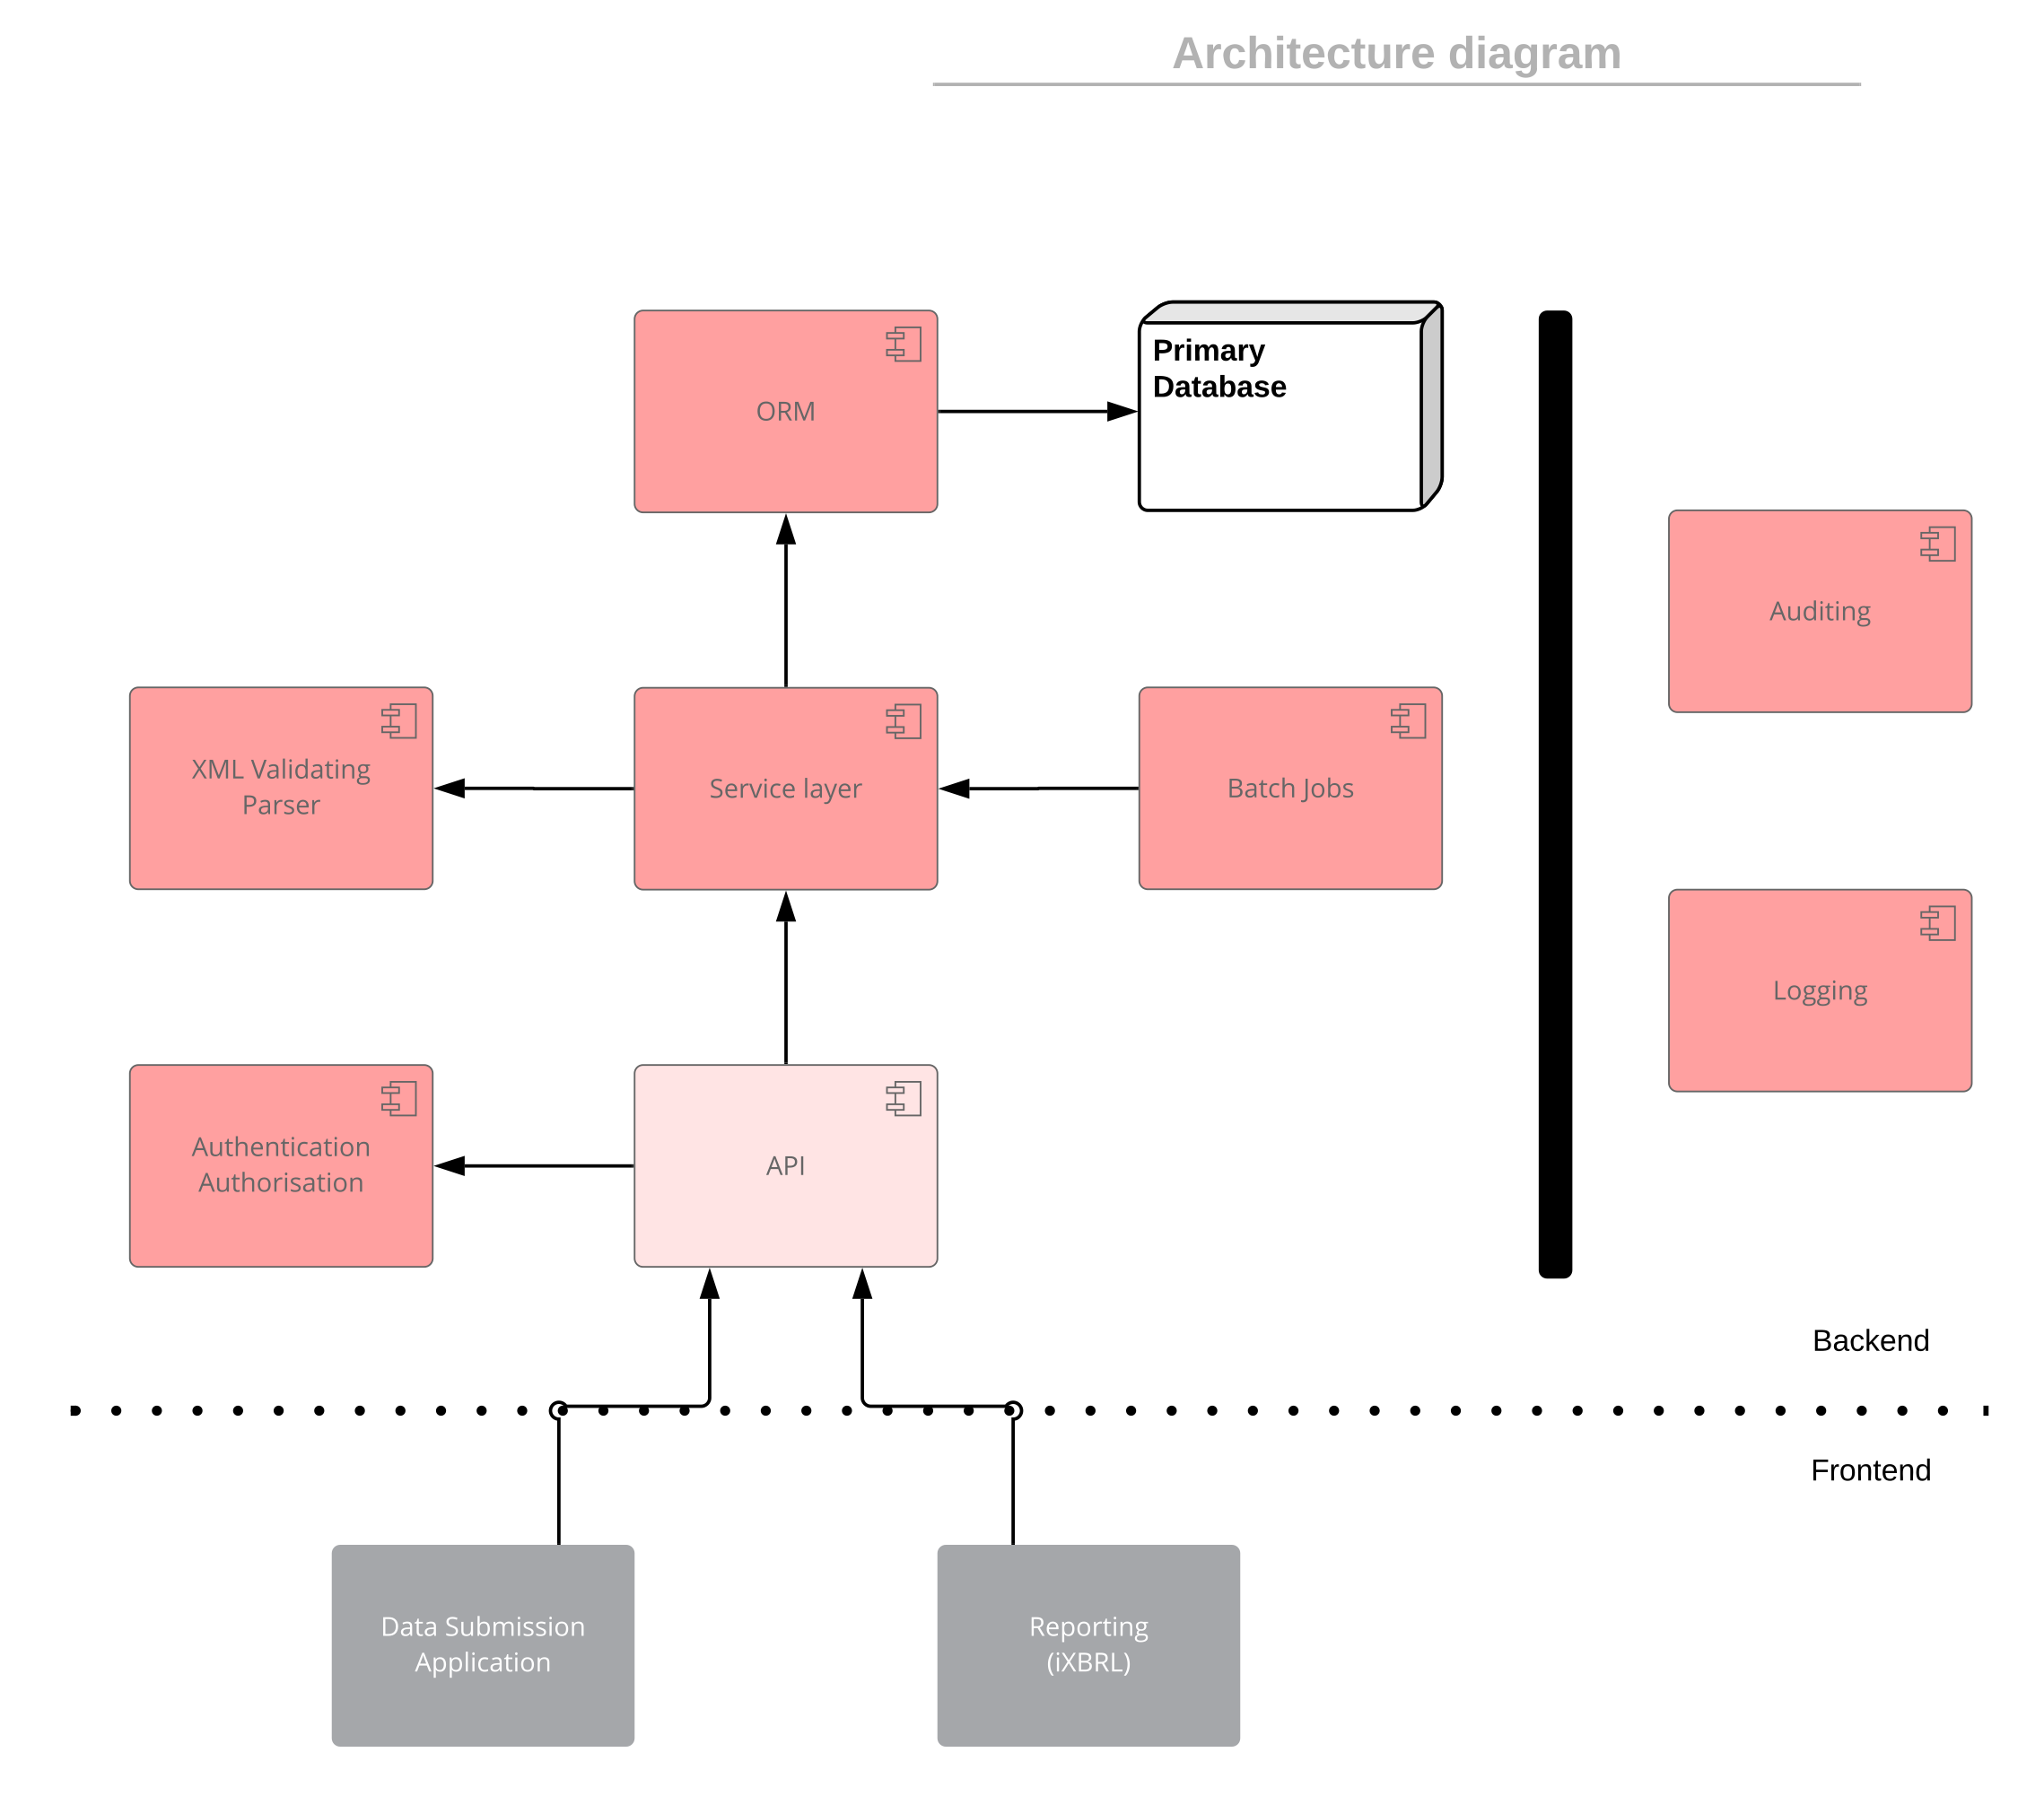 Architecture diagram
ORM
Primary
Database
Auditing
XML Validating
Parser
Service layer
Batch Jobs
Logging
Authentication
Authorisation
API
Backend
Frontend
Data Submission
Application
Reporting
(iXBRL)